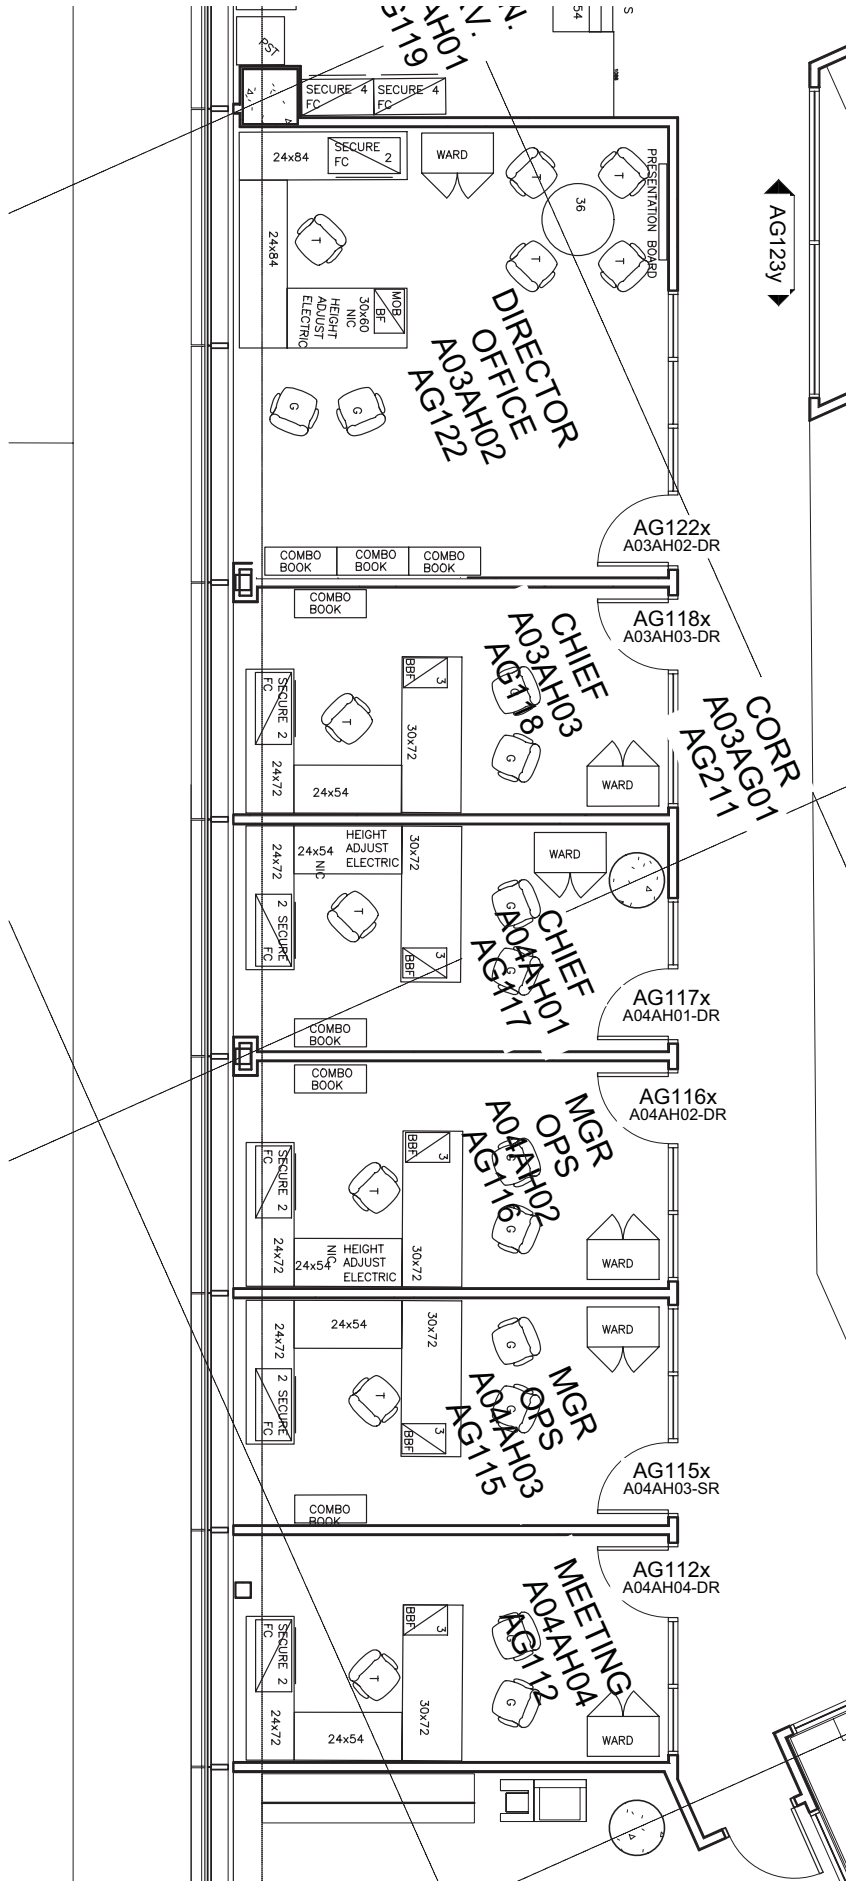 54
S
N.
V.
AH01
G119
PST
SECURE 4
FC
SECURE 4
FC
24x84
SECURE
FC 2
WARD
T
T
36
T
T
PRESENTATION BOARD
AG123y
24x84
T
MOB
BF
30x60
NIC
HEIGHT
ADJUST
ELECTRIC
G
G
DIRECTOR
OFFICE
A03AH02
AG122
AG122x
A03AH02-DR
COMBO
BOOK
COMBO
BOOK
COMBO
BOOK
COMBO
BOOK
AG118x
A03AH03-DR
CHIEF
A03AH03
AG118
SECURE 2
FC
BBF 3
T
G
G
30x72
24x72
24x54
WARD
CORR
A03AG01
AG211
24x72
24x54
NIC
HEIGHT
ADJUST
ELECTRIC
30x72
WARD
2 SECURE
FC
T
BBF 3
G
G
CHIEF
A04AH01
AG117
AG117x
A04AH01-DR
COMBO
BOOK
COMBO
BOOK
AG116x
A04AH02-DR
MGR
OPS
A04AH02
AG116
SECURE 2
FC
BBF 3
T
G
G
24x72
24x54
NIC
HEIGHT
ADJUST
ELECTRIC
30x72
WARD
24x72
24x54
30x72
WARD
G
G
2 SECURE
FC
T
BBF 3
MGR
OPS
A04AH03
AG115
AG115x
A04AH03-SR
COMBO
BOOK
AG112x
A04AH04-DR
MEETING
A04AH04
AG112
SECURE 2
FC
BBF 3
T
G
G
24x72
24x54
30x72
WARD